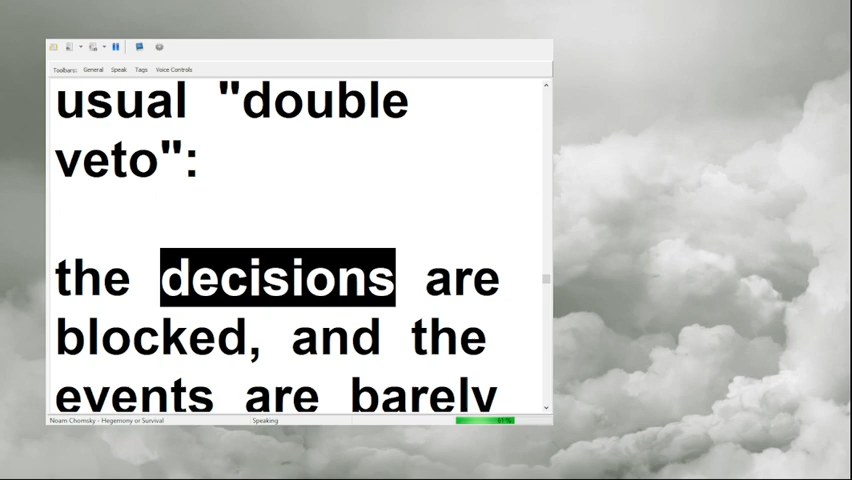 Toolbars: General Speak Tags Voice Controls
usual "double
veto":
the decisions are
blocked, and the
events are barely
Noam Chomsky - Hegemony or Survival Speaking 61 %